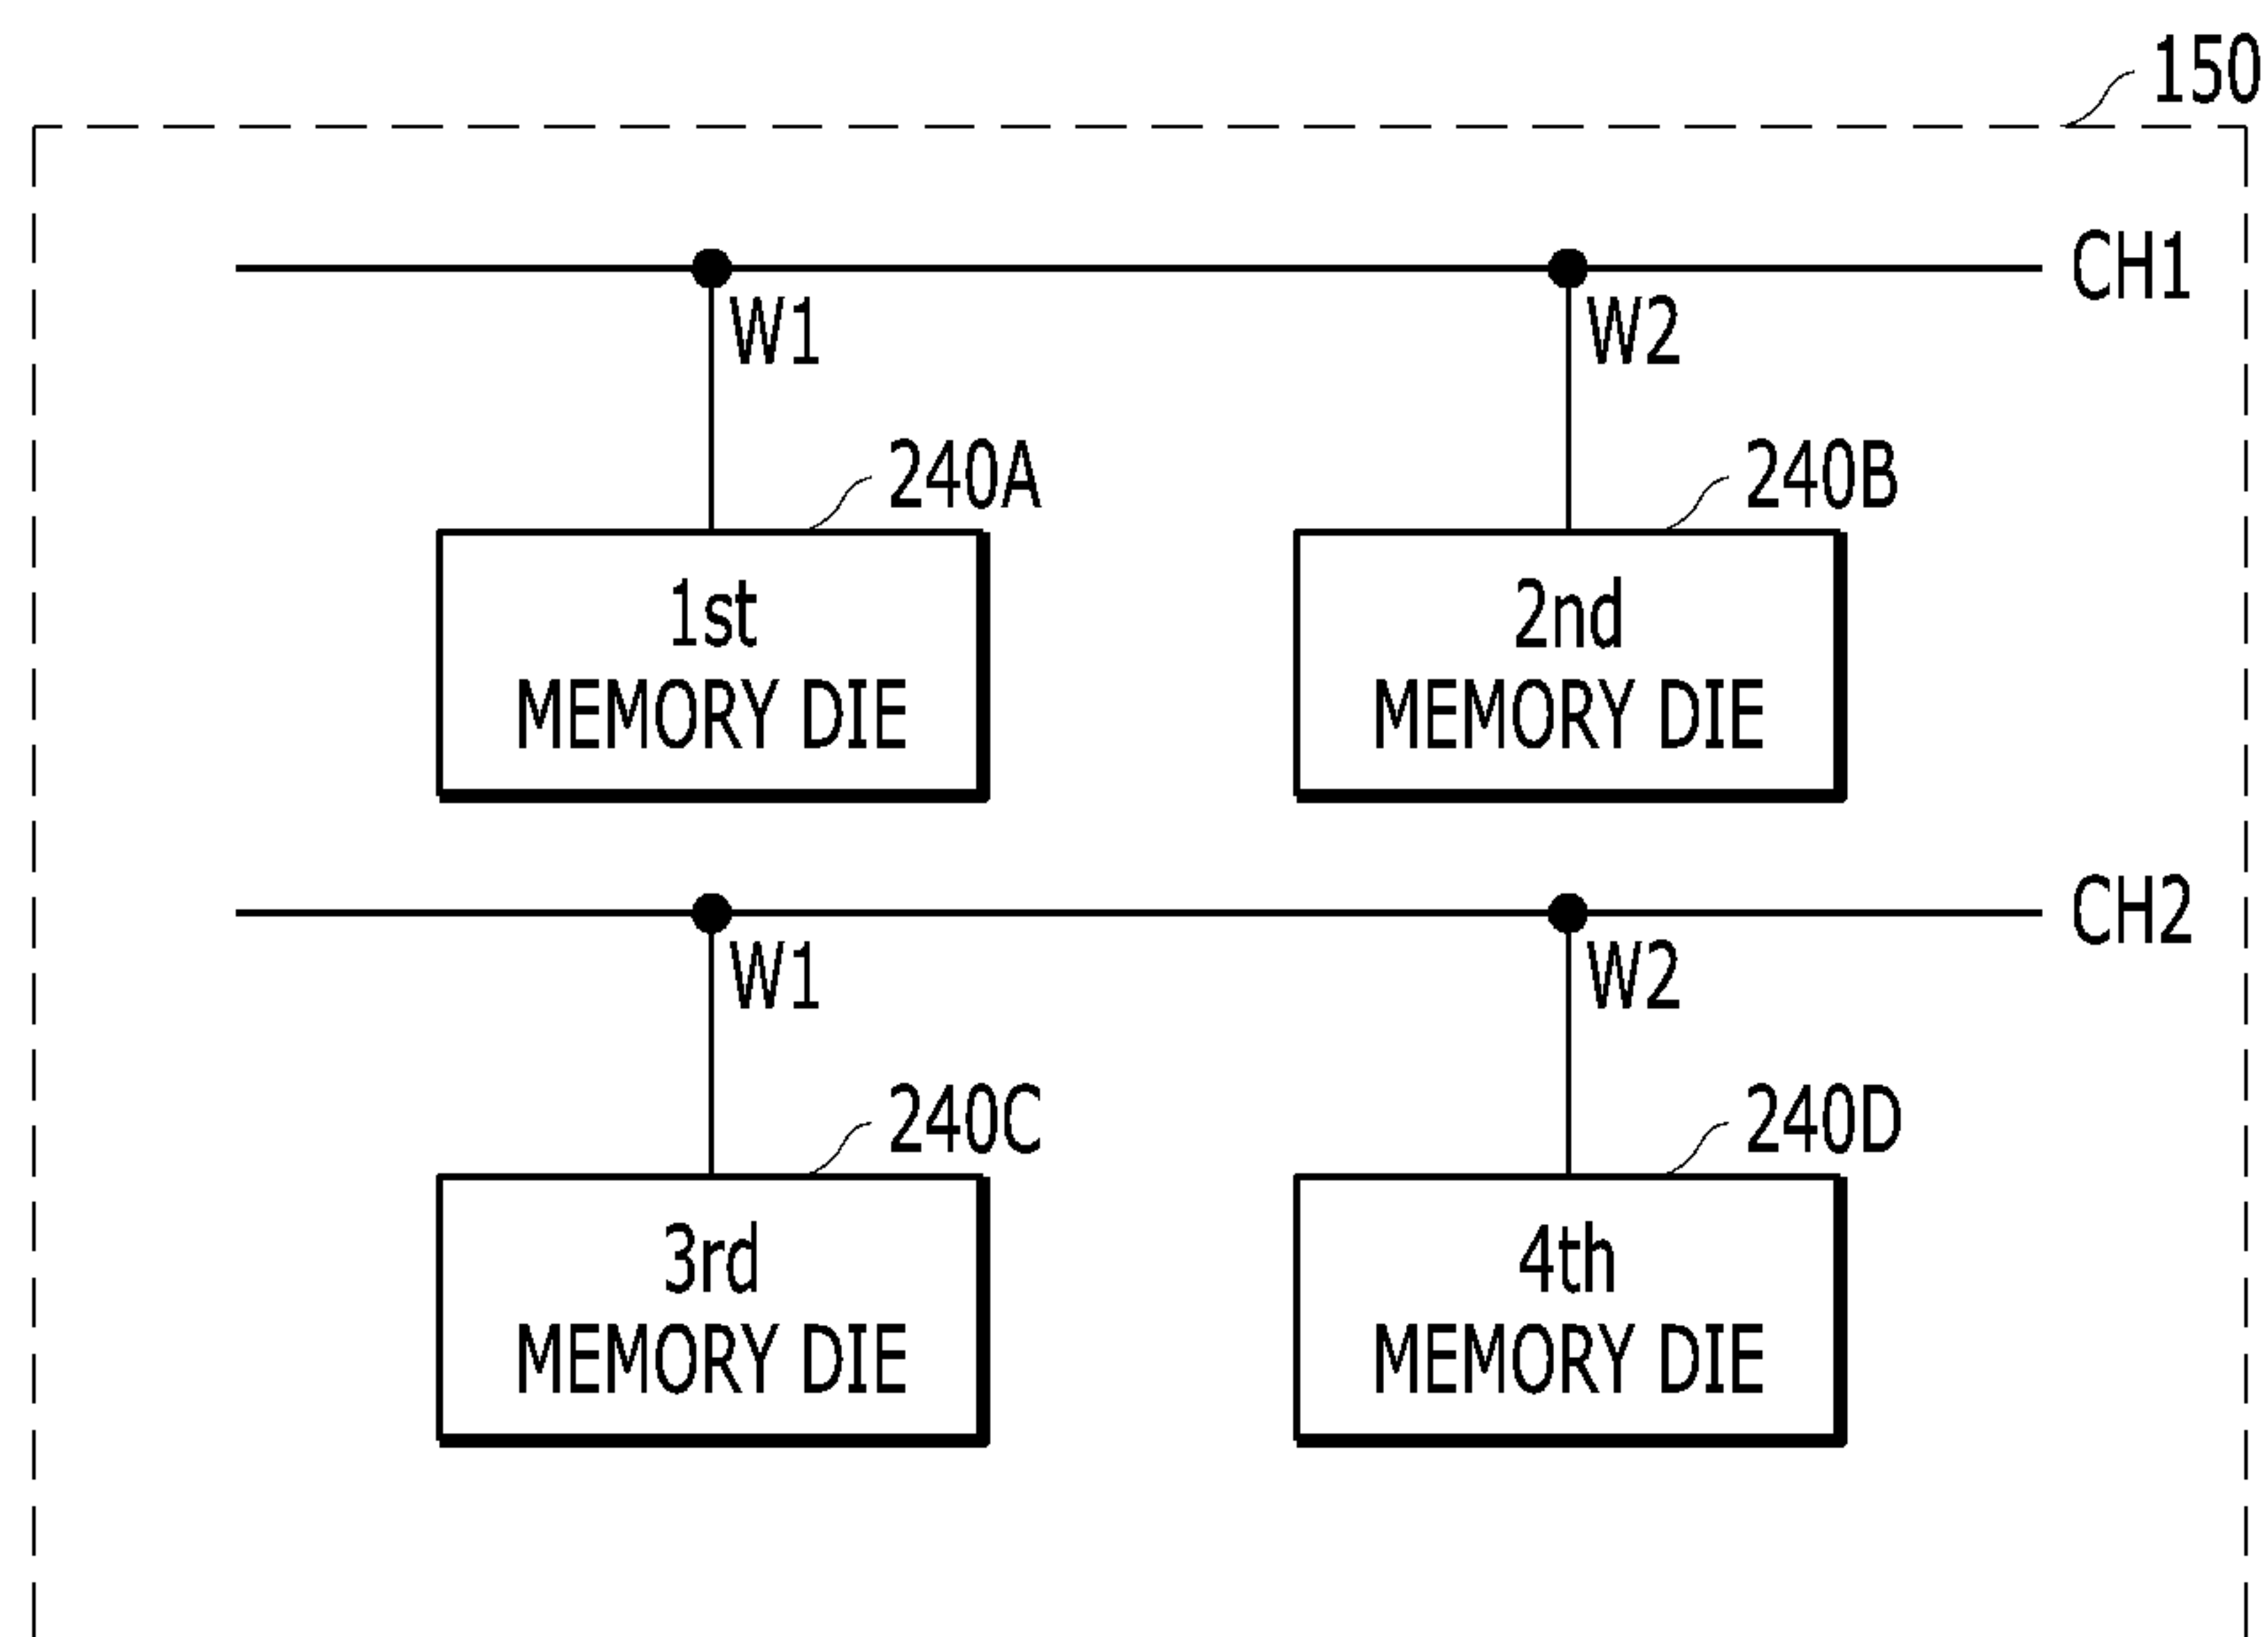 150
CH1
W1
W2
240A
240B
1st
MEMORY DIE
2nd
MEMORY DIE
CH2
W1
W2
240C
240D
3rd
MEMORY DIE
4th
MEMORY DIE